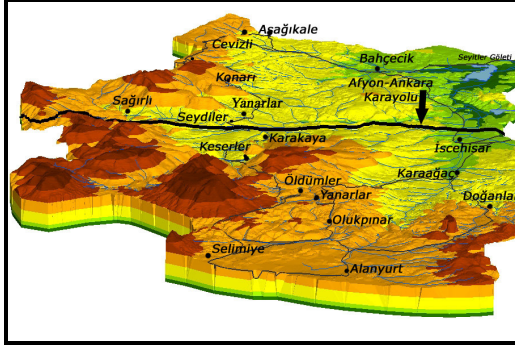 Aşağıkale
Cevizli
Bahçecik
Seyitler Göleti
Konarı
Afyon-Ankara
Karayolu
Sağırlı
Yanarlar
Seydiler
Karakaya
İscehisar
Keserler
Karaağaç
Öldümler
Yanarlar
Doğanlar
Olukpınar
Selimiye
Alanyurt